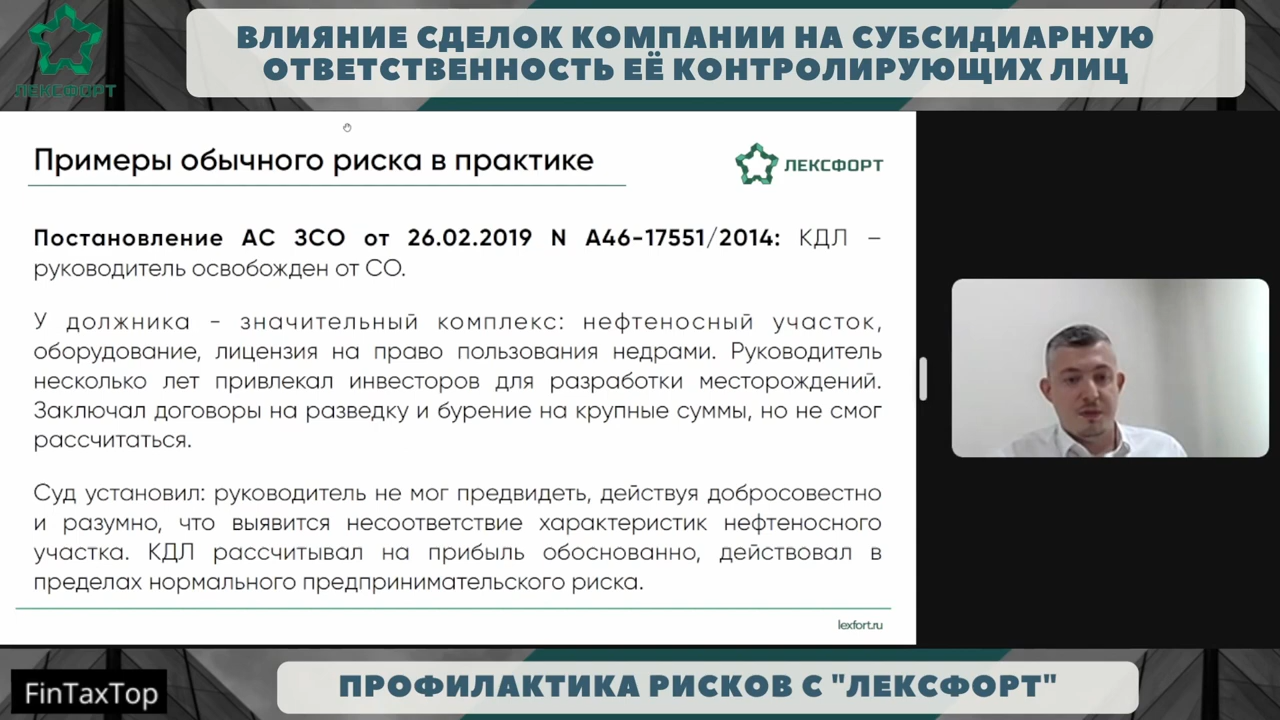 ЛЕКСФОРТ
ВЛИЯНИЕ СДЕЛОК КОМПАНИИ НА СУБСИДИАРНУЮ
ОТВЕТСТВЕННОСТЬ ЕЁ КОНТРОЛИРУЮЩИХ ЛИЦ
Примеры обычного риска в практике
ЛЕКСФОРТ
Постановление АС ЗСО от 26.02.2019 N А46-17551/2014: КДЛ –
руководитель освобожден от СО.
У должника - значительный комплекс: нефтеносный участок,
оборудование, лицензия на право пользования недрами. Руководитель
несколько лет привлекал инвесторов для разработки месторождений.
Заключал договоры на разведку и бурение на крупные суммы, но не смог
рассчитаться.
Суд установил: руководитель не мог предвидеть, действуя добросовестно
и разумно, что выявится несоответствие характеристик нефтеносного
участка. КДЛ рассчитывал на прибыль обоснованно, действовал в
пределах нормального предпринимательского риска.
lexfort.ru
FinTaxTop
ПРОФИЛАКТИКА РИСКОВ С "ЛЕКСФОРТ"